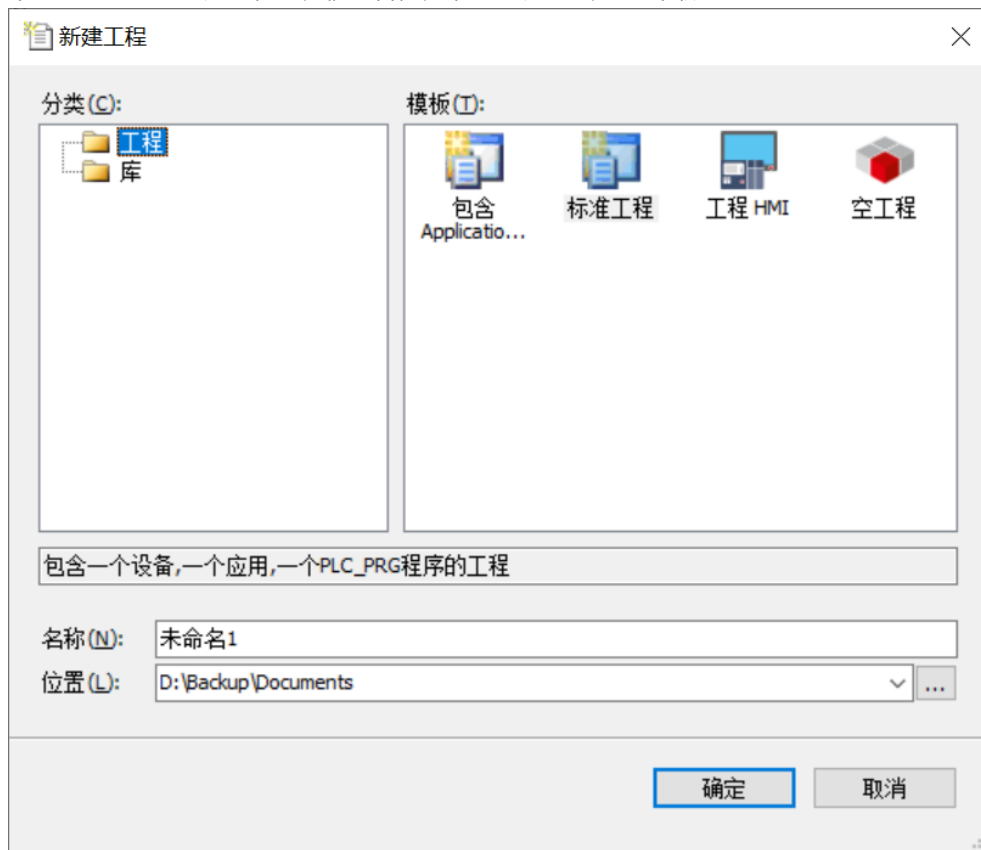 新建工程
分类(C):
模板(T):
工程
库
包含
Applicatio...
标准工程
工程 HMI
空工程
包含一个设备,一个应用,一个PLC_PRG程序的工程
名称(N):
未命名1
位置(L):
D:\Backup\Documents
...
确定
取消